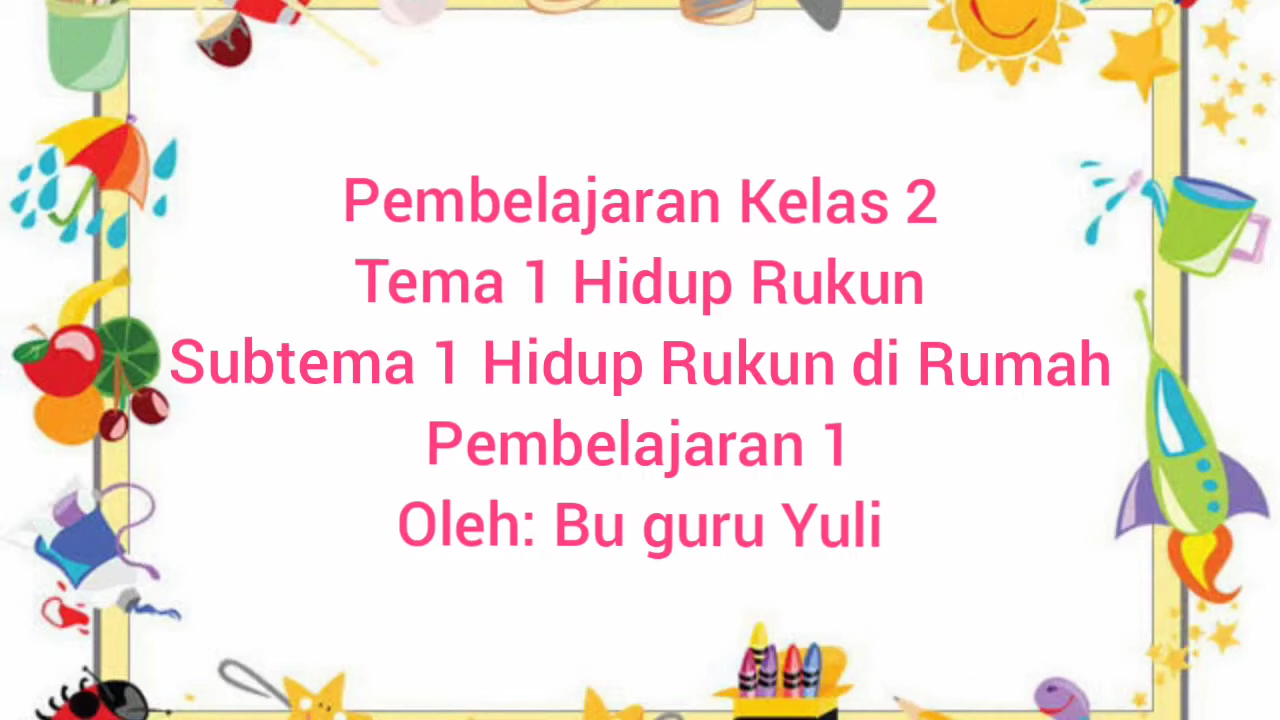 Pembelajaran Kelas 2
Tema 1 Hidup Rukun
Subtema 1 Hidup Rukun di Rumah
Pembelajaran 1
Oleh: Bu guru Yuli